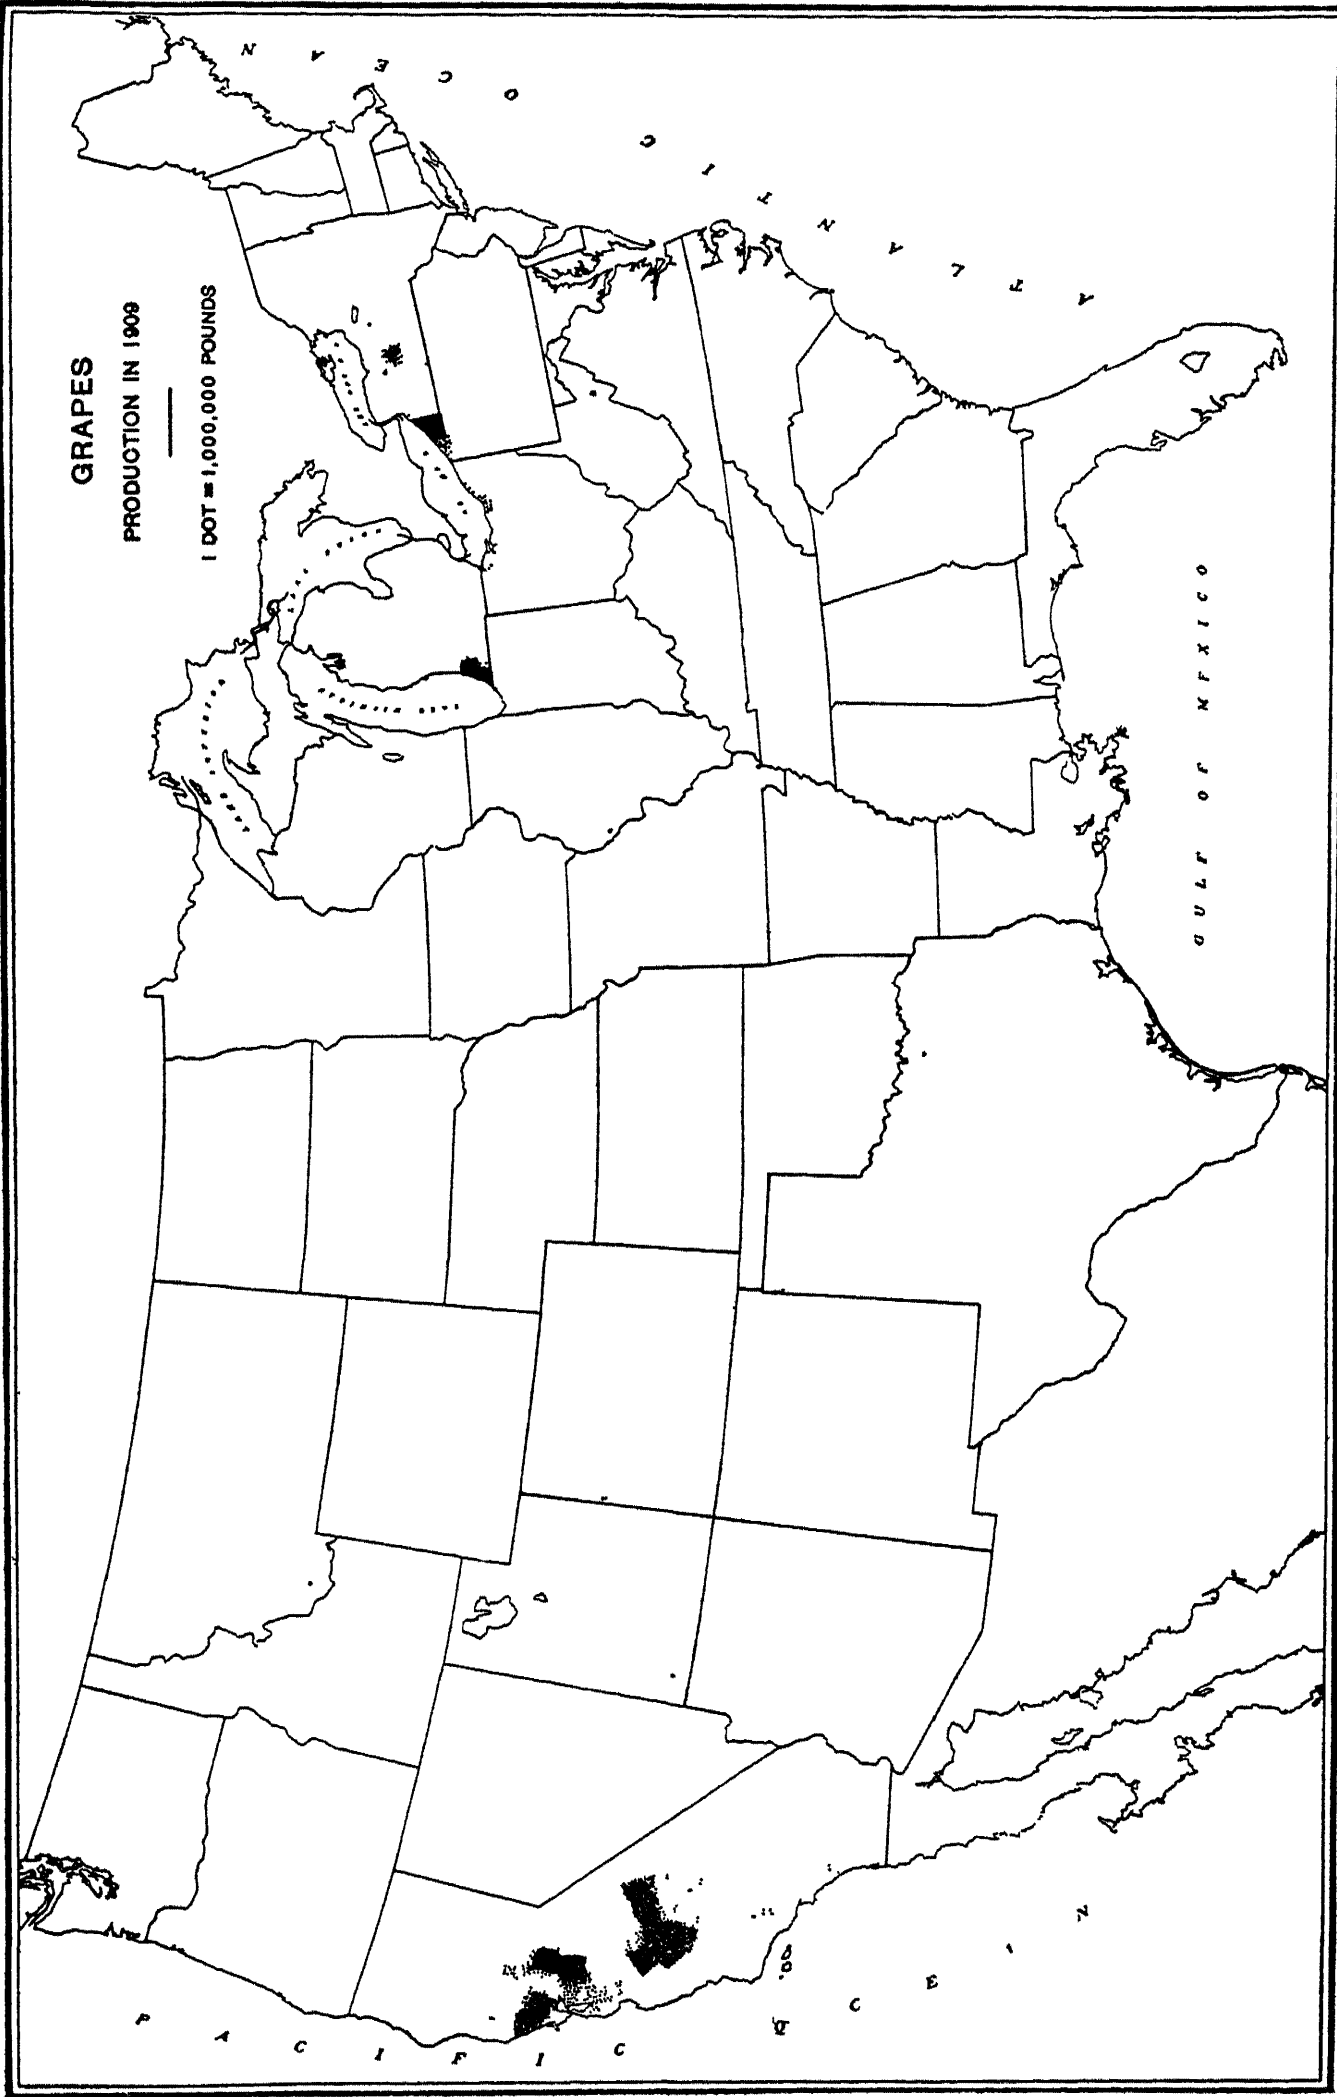 GRAPES
PRODUCTION IN 1909
1 DOT = 1,000,000 POUNDS
ATLANTIC OCEAN
GULF OF MEXICO
PACIFIC OCEAN